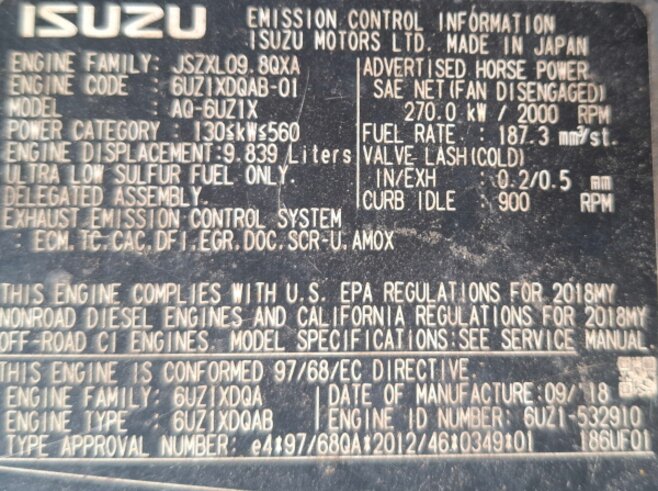 ISUZU EMISSION CONTROL INFORMATION
ISUZU MOTORS LTD. MADE IN JAPAN
ENGINE FAMILY: JSZXL09.8QXA
ENGINE CODE : 6UZ1XDQAB-01
MODEL : AQ-6UZ1X
POWER CATEGORY : 130≤kW≤560
ENGINE DISPLACEMENT:9.839 Liters
ULTRA LOW SULFUR FUEL ONLY.
DELEGATED ASSEMBLY.
EXHAUST EMISSION CONTROL SYSTEM
: ECM.TC.CAC.DFI.EGR.DOC.SCR-U.AMOX
ADVERTISED HORSE POWER
SAE NET(FAN DISENGAGED)
270.0 kW / 2000 RPM
FUEL RATE : 187.3 mm³/st.
VALVE LASH(COLD)
IN/EXH : 0.2/0.5 mm
CURB IDLE : 900 RPM
THIS ENGINE COMPLIES WITH U.S. EPA REGULATIONS FOR 2018MY
NONROAD DIESEL ENGINES AND CALIFORNIA REGULATIONS FOR 2018MY
OFF-ROAD CI ENGINES. MODEL SPECIFICATIONS:SEE SERVICE MANUAL.
THIS ENGINE IS CONFORMED 97/68/EC DIRECTIVE.
ENGINE FAMILY: 6UZ1XDQA
ENGINE TYPE : 6UZ1XDQAB
DATE OF MANUFACTURE:09/'18
ENGINE ID NUMBER: 6UZ1-532910
TYPE APPROVAL NUMBER: e4*97/68QA*2012/46*0349*01 186UF01